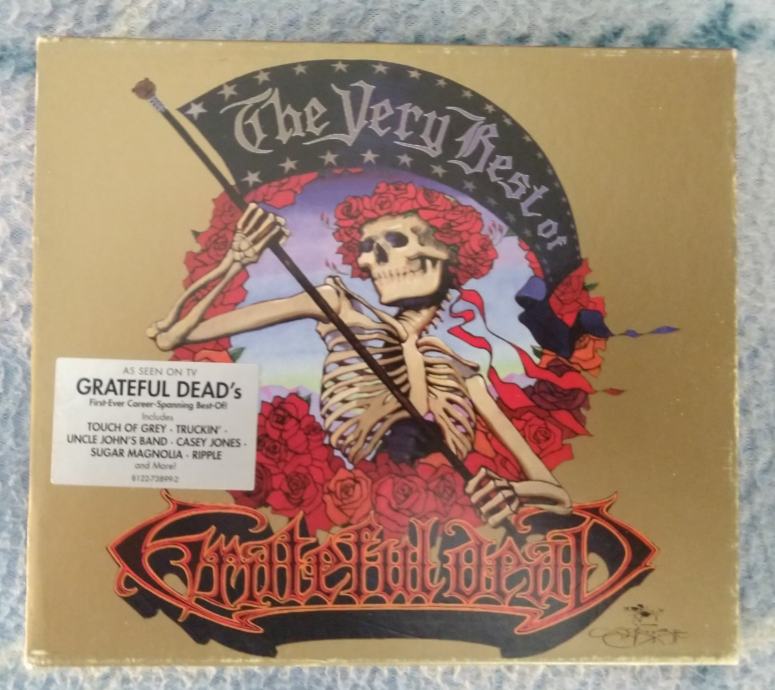 The Very Best of
AS SEEN ON TV
GRATEFUL DEAD's
First-Ever Career-Spanning Best-Of!
Includes
TOUCH OF GREY · TRUCKIN' ·
UNCLE JOHN'S BAND · CASEY JONES ·
SUGAR MAGNOLIA · RIPPLE
and More!
8122-73899-2
Grateful Dead